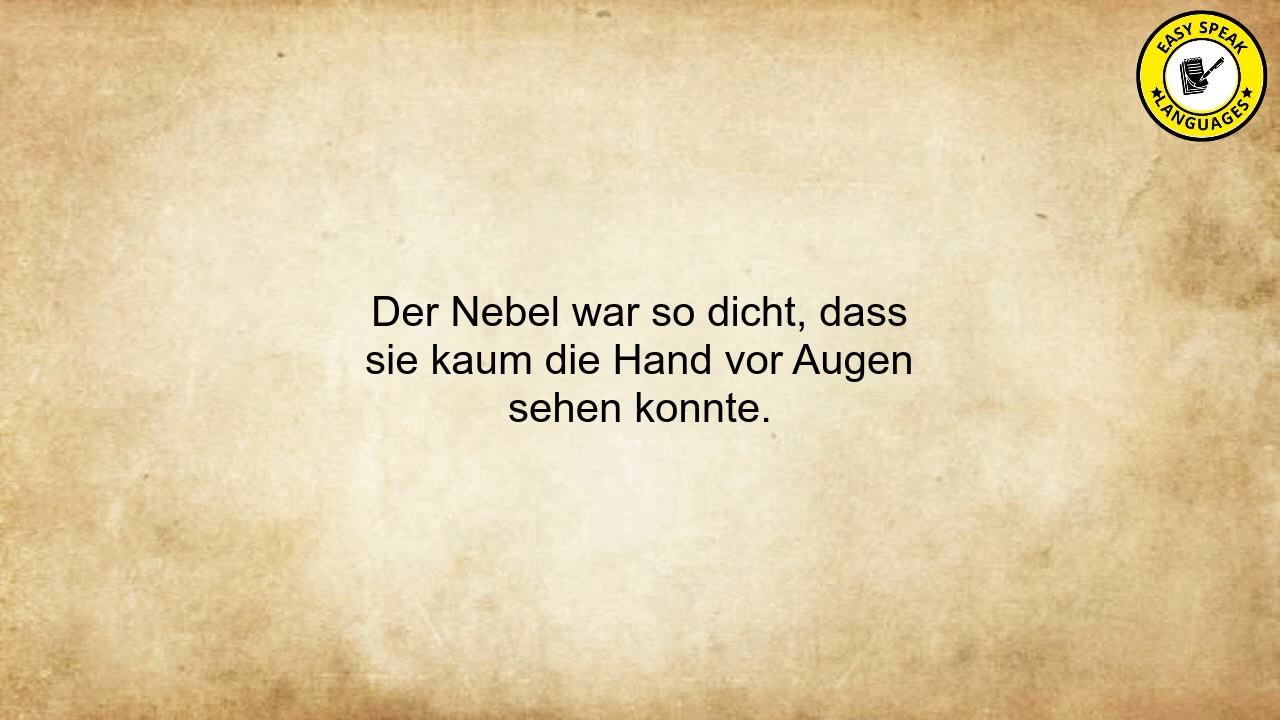 EASY SPEAK
LANGUAGES
Der Nebel war so dicht, dass
sie kaum die Hand vor Augen
sehen konnte.